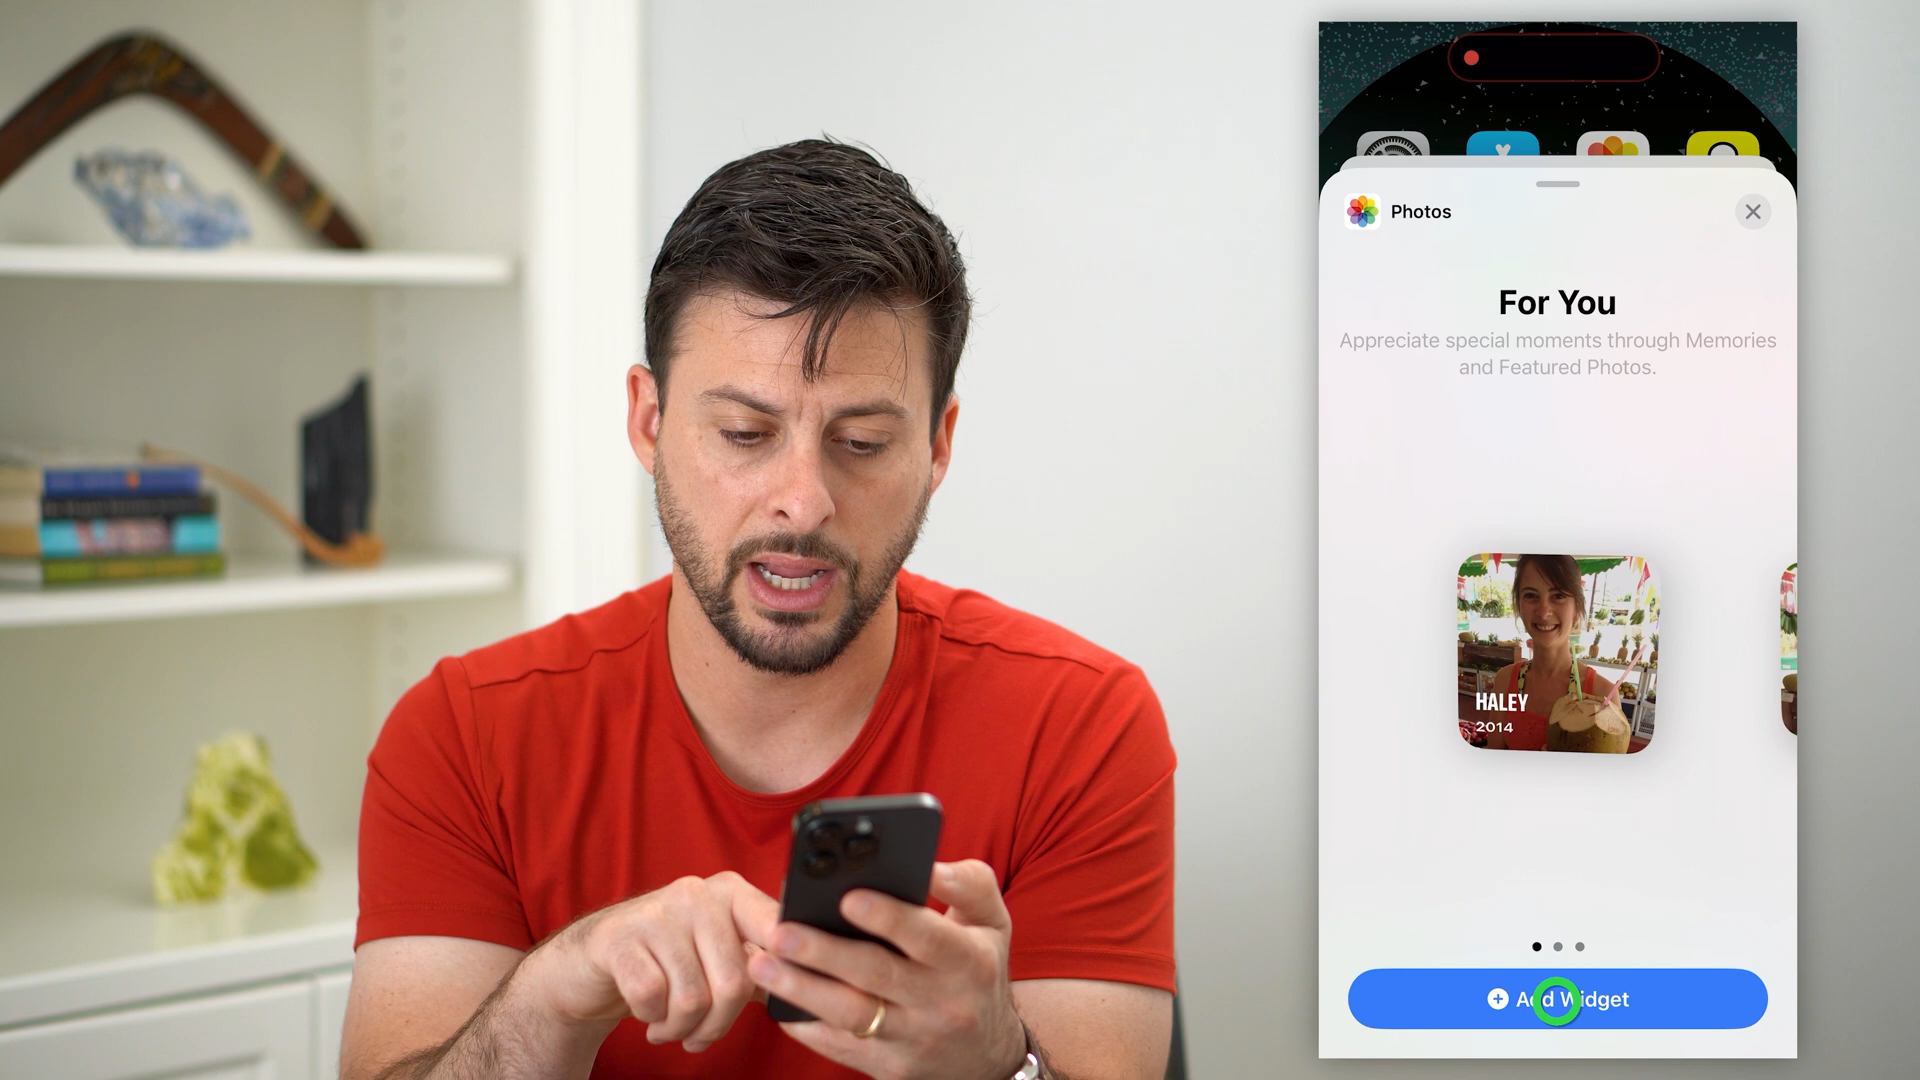 Photos
For You
Appreciate special moments through Memories
and Featured Photos.
HALEY
2014
Add Widget